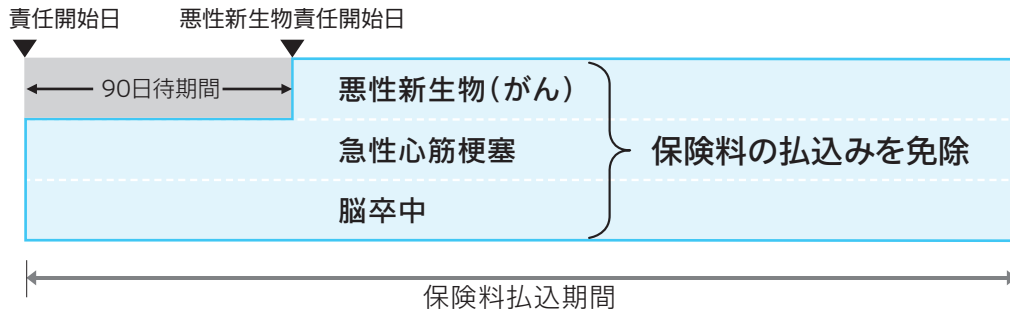 責任開始日
悪性新生物責任開始日
90日待期間
悪性新生物(がん)
急性心筋梗塞
脳卒中
保険料の払込みを免除
保険料払込期間